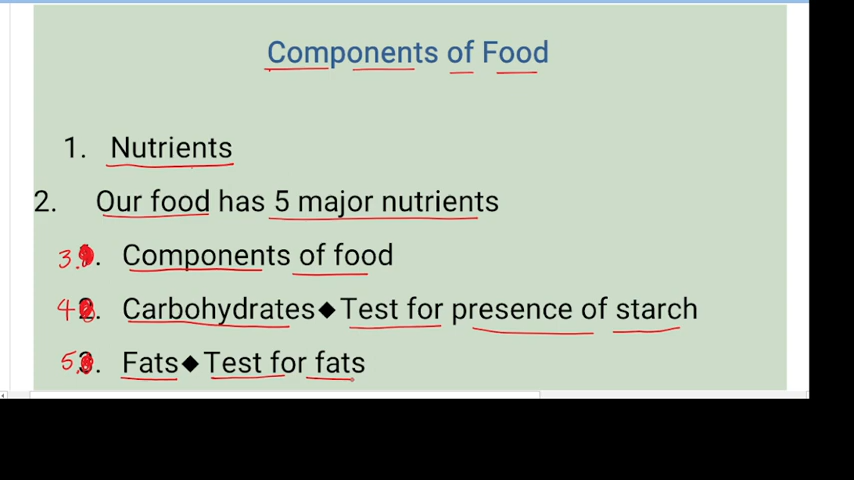 Components of Food
1. Nutrients
2. Our food has 5 major nutrients
3. Components of food
4 Carbohydrates◆Test for presence of starch
5. Fats◆Test for fats